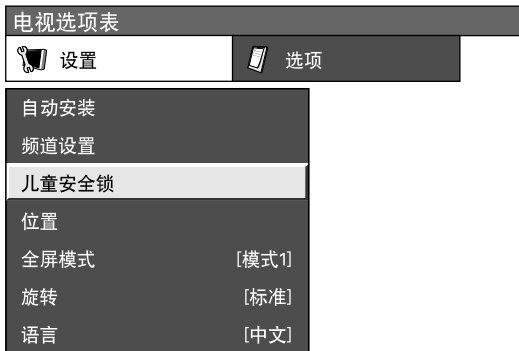 电视选项表
设置 选项
自动安装
频道设置
儿童安全锁
位置
全屏模式 [模式1]
旋转 [标准]
语言 [中文]